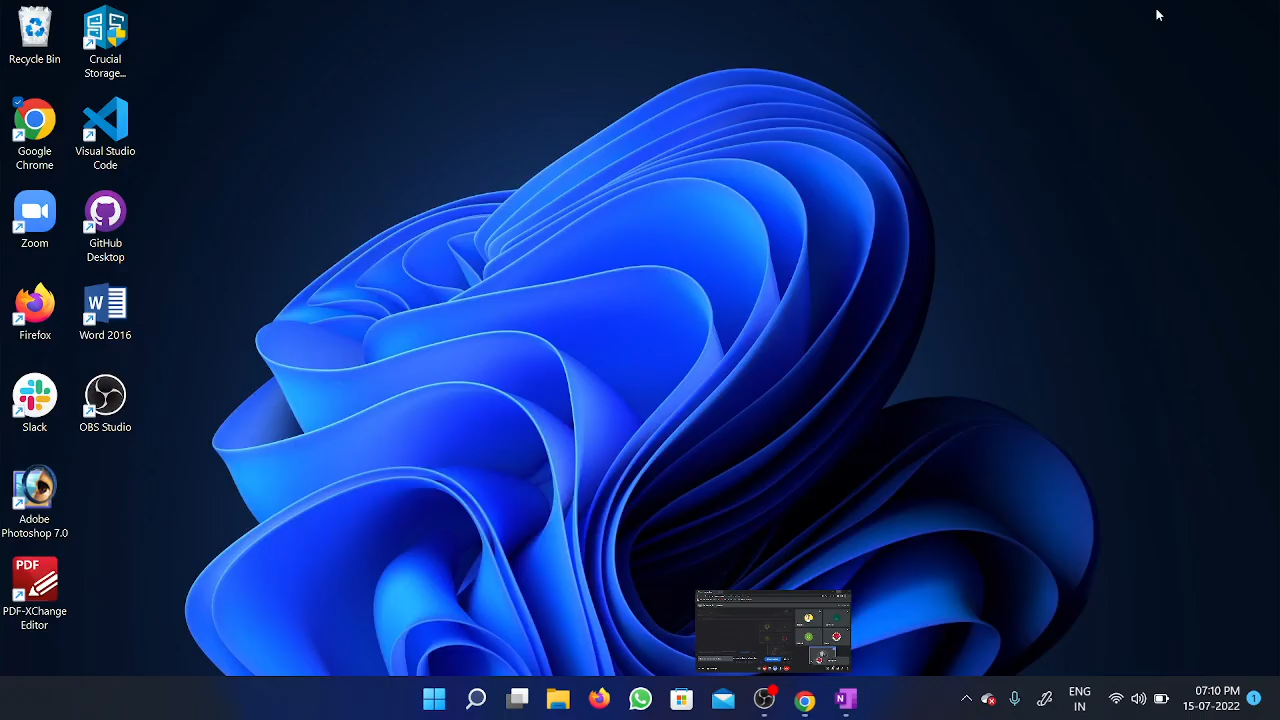 Recycle Bin
Crucial
Storage...
Google
Chrome
Visual Studio
Code
Zoom
GitHub
Desktop
Firefox
W
Word 2016
Slack
OBS Studio
Adobe
Photoshop 7.0
PDF
PDF-XChange
Editor
ENG
IN
07:10 PM
15-07-2022
1